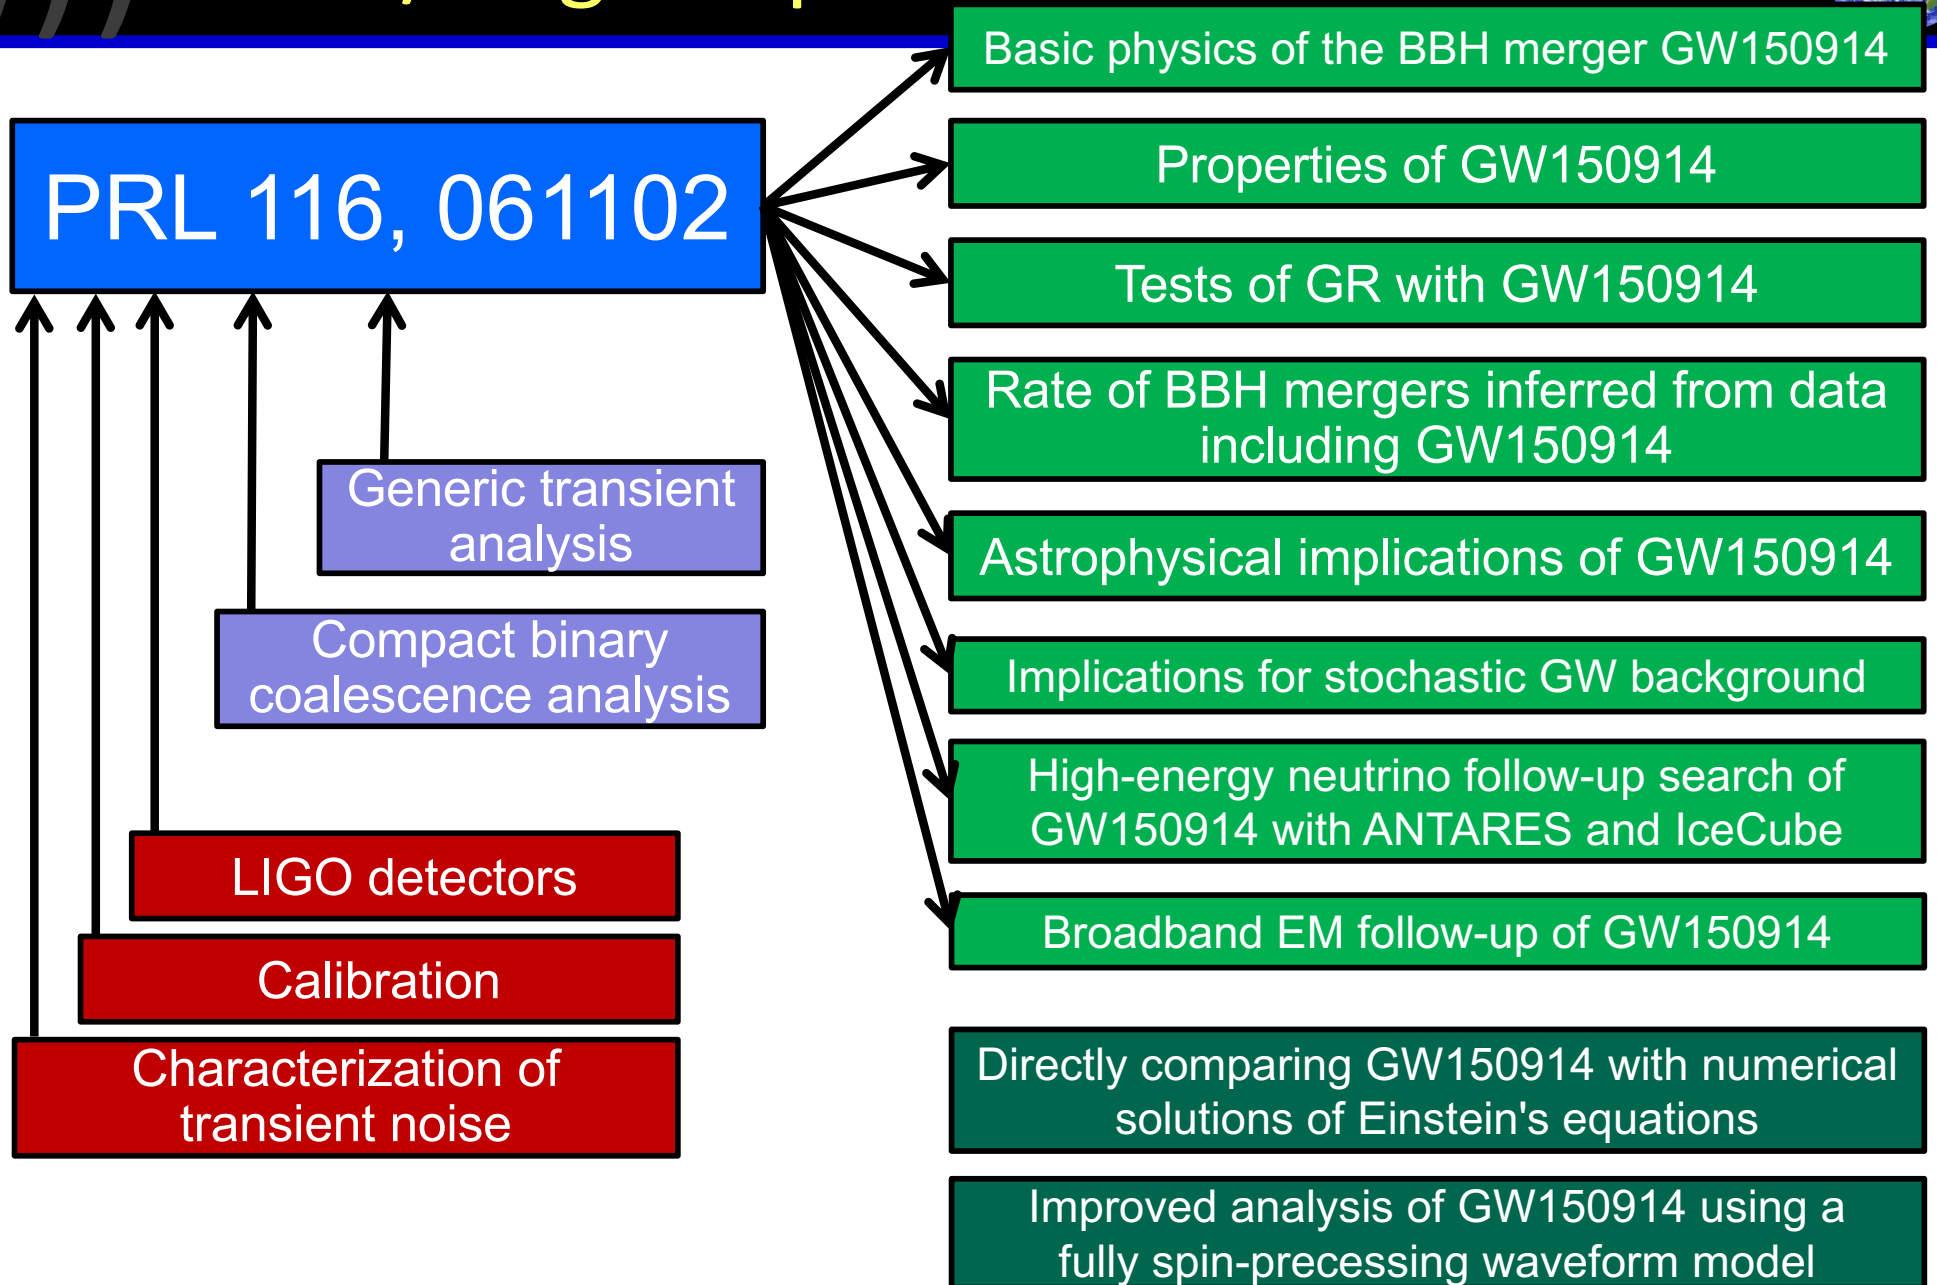 PRL 116, 061102
Generic transient
analysis
Compact binary
coalescence analysis
LIGO detectors
Calibration
Characterization of
transient noise
Basic physics of the BBH merger GW150914
Properties of GW150914
Tests of GR with GW150914
Rate of BBH mergers inferred from data
including GW150914
Astrophysical implications of GW150914
Implications for stochastic GW background
High-energy neutrino follow-up search of
GW150914 with ANTARES and IceCube
Broadband EM follow-up of GW150914
Directly comparing GW150914 with numerical
solutions of Einstein's equations
Improved analysis of GW150914 using a
fully spin-precessing waveform model